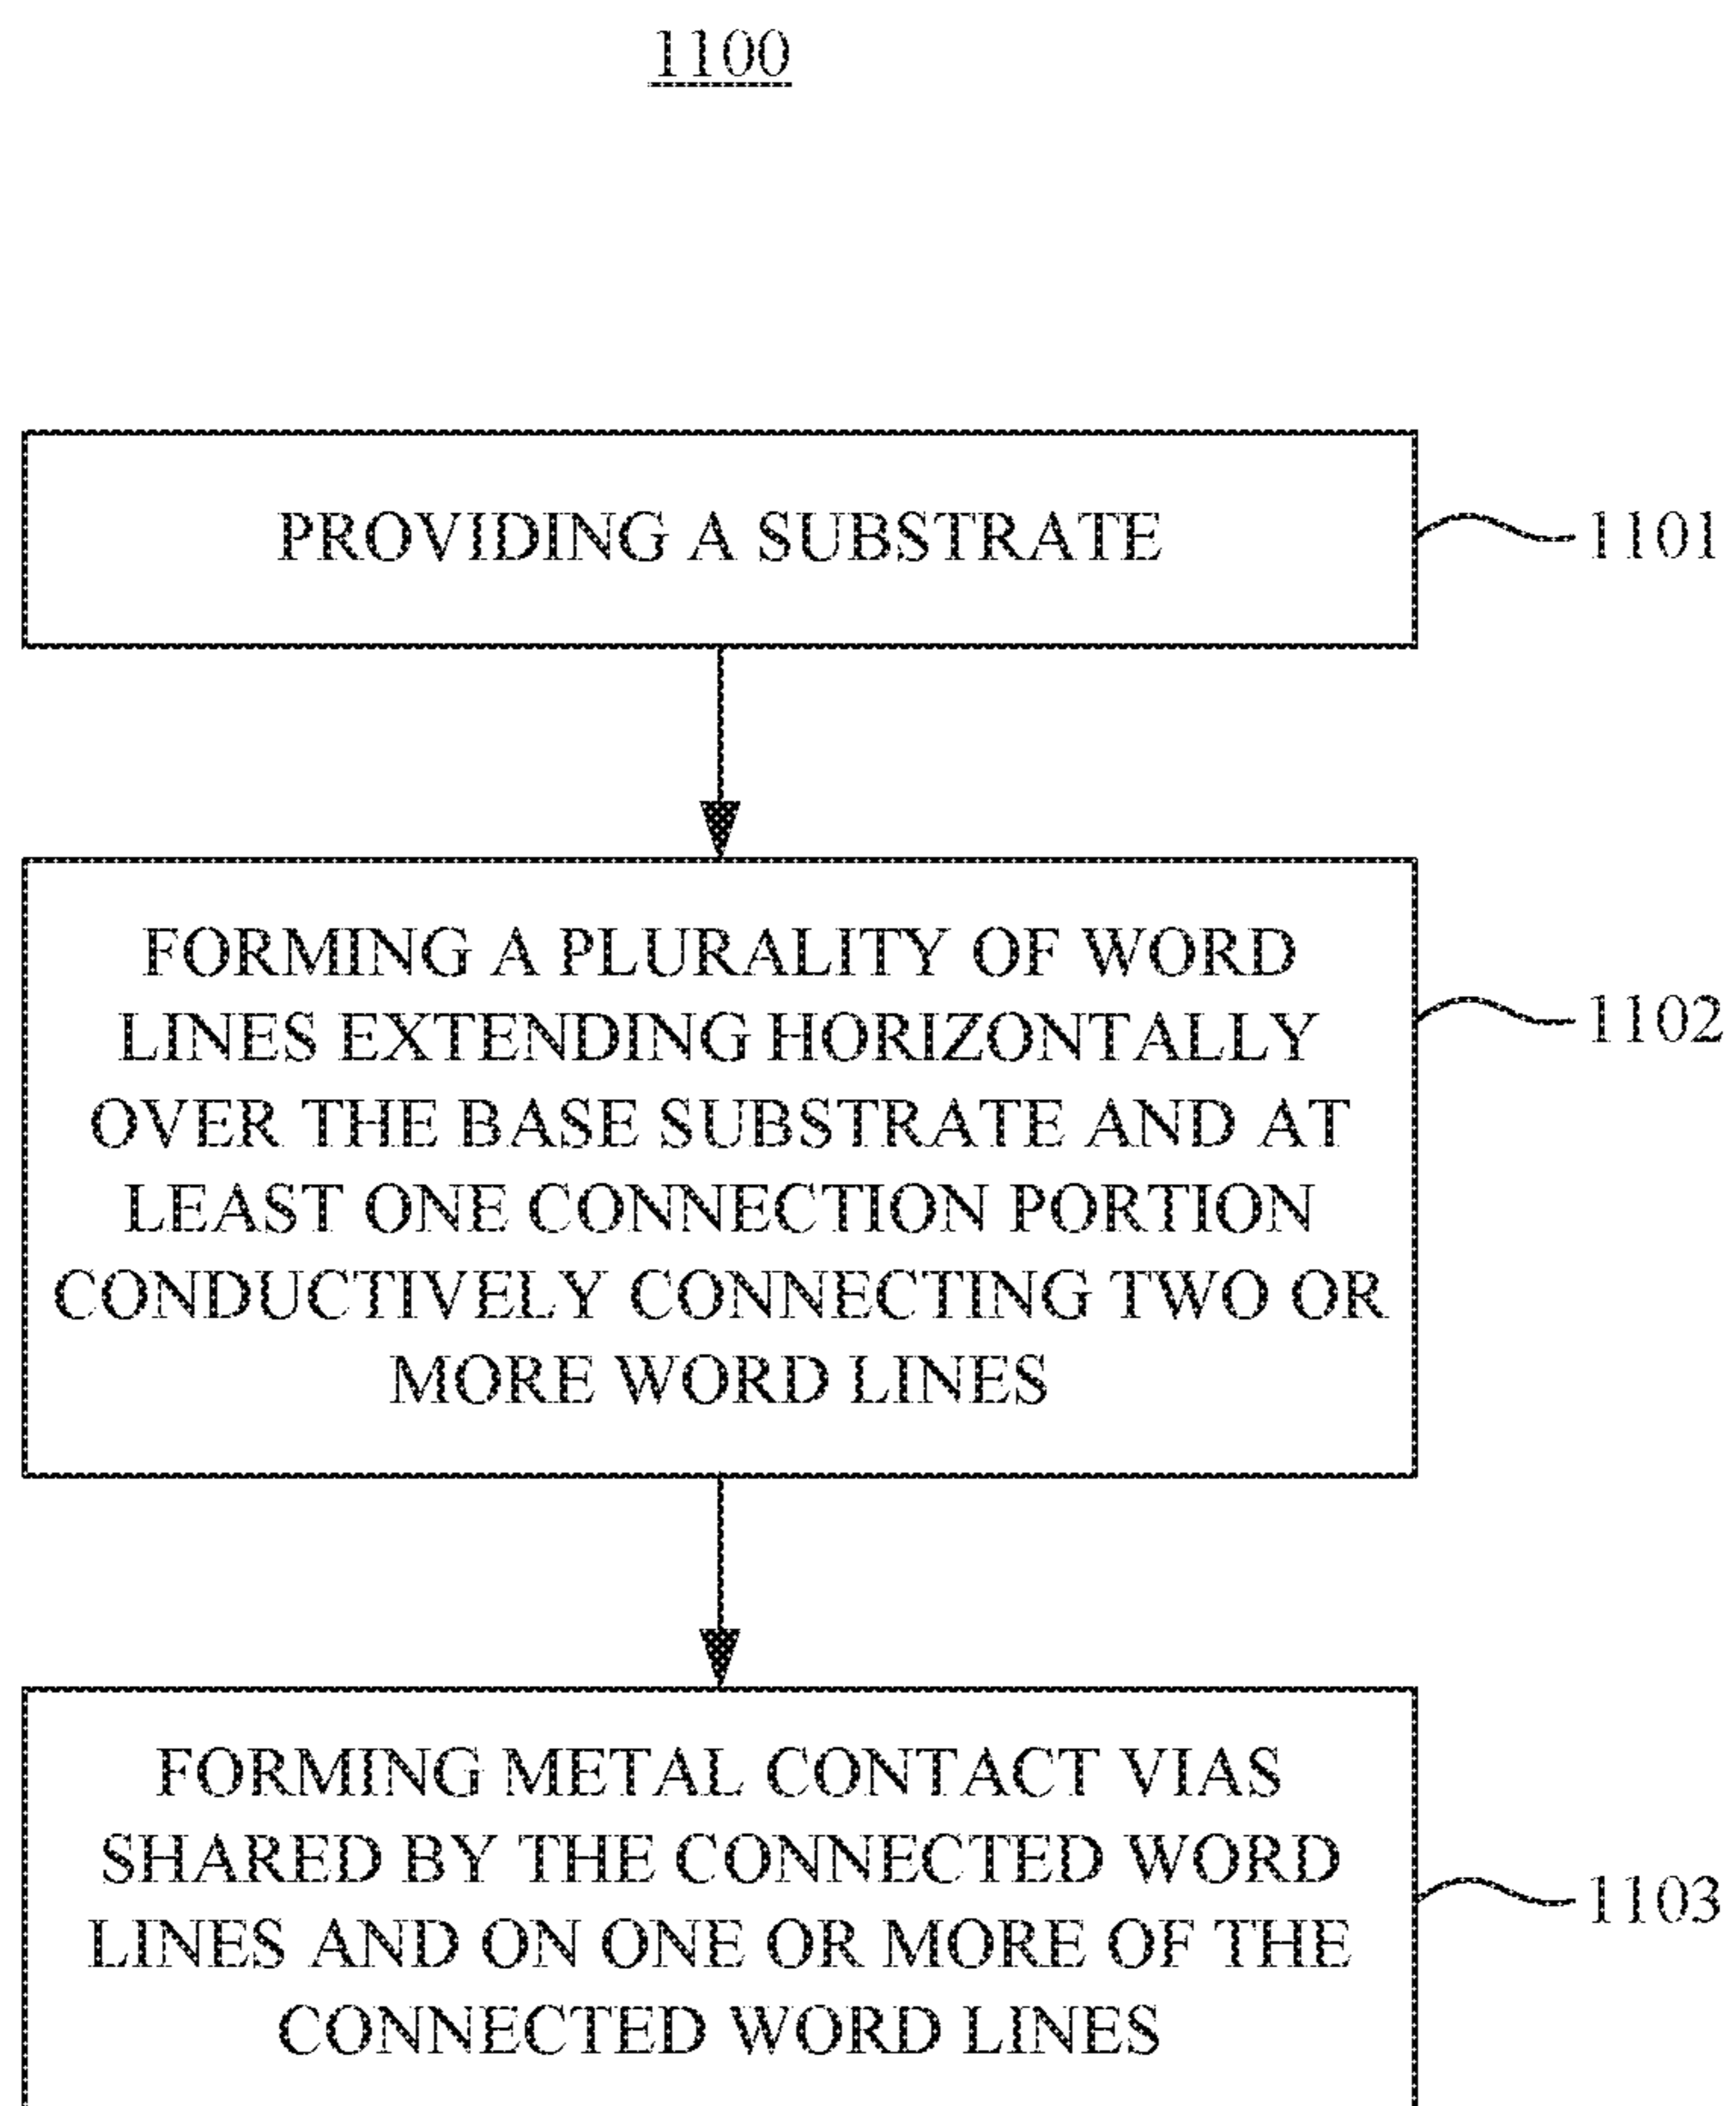 1100
PROVIDING A SUBSTRATE
1101
FORMING A PLURALITY OF WORD
LINES EXTENDING HORIZONTALLY
OVER THE BASE SUBSTRATE AND AT
LEAST ONE CONNECTION PORTION
CONDUCTIVELY CONNECTING TWO OR
MORE WORD LINES
1102
FORMING METAL CONTACT VIAS
SHARED BY THE CONNECTED WORD
LINES AND ON ONE OR MORE OF THE
CONNECTED WORD LINES
1103